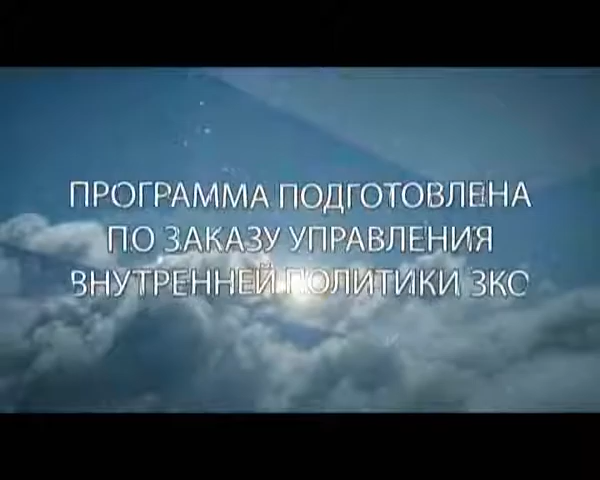 ПРОГРАММА ПОДГОТОВЛЕНА
ПО ЗАКАЗУ УПРАВЛЕНИЯ
ВНУТРЕННЕЙ ПОЛИТИКИ ЗКО